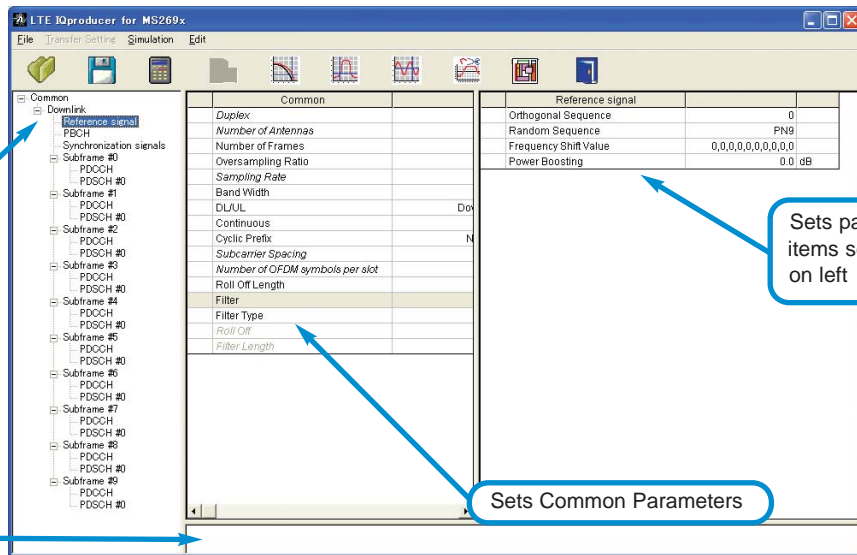 LTE IQproducer for MS269x
File Transfer Setting Simulation Edit
Common
Downlink
Reference signal
PBCH
Synchronization signals
Subframe #0
PDCCH
PDSCH #0
Subframe #1
PDCCH
PDSCH #0
Subframe #2
PDCCH
PDSCH #0
Subframe #3
PDCCH
PDSCH #0
Subframe #4
PDCCH
PDSCH #0
Subframe #5
PDCCH
PDSCH #0
Subframe #6
PDCCH
PDSCH #0
Subframe #7
PDCCH
PDSCH #0
Subframe #8
PDCCH
PDSCH #0
Subframe #9
PDCCH
PDSCH #0
Common
Duplex
Number of Antennas
Number of Frames
Oversampling Ratio
Sampling Rate
Band Width
DL/UL Dow
Continuous
Cyclic Prefix N
Subcarrier Spacing
Number of OFDM symbols per slot
Roll Off Length
Filter
Filter Type
Roll Off
Filter Length
Reference signal
Orthogonal Sequence 0
Random Sequence PN9
Frequency Shift Value 0,0,0,0,0,0,0,0,0,0
Power Boosting 0.0 dB
Sets pa
items s
on left
Sets Common Parameters